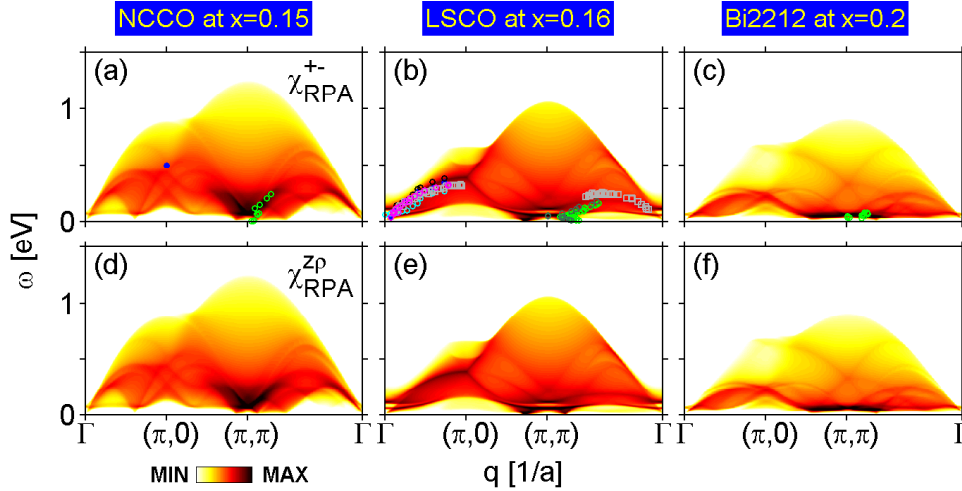 NCCO at x=0.15
LSCO at x=0.16
Bi2212 at x=0.2
(a)
χ+-RPA
(b)
(c)
1
0
ω [eV]
(d)
χzρRPA
(e)
(f)
1
0
Γ (π,0) (π,π) Γ (π,0) (π,π) Γ (π,0) (π,π) Γ
MIN MAX
q [1/a]